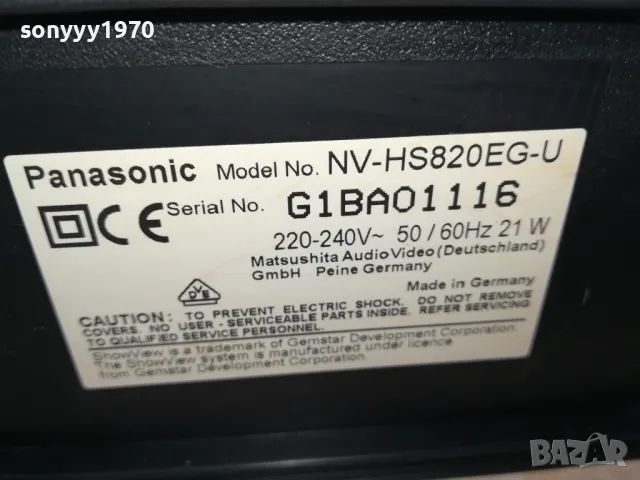 sonyyy1970
Panasonic Model No. NV-HS820EG-U
CE Serial No. G1BA01116
220-240V~ 50/60Hz 21 W
Matsushita Audio Video (Deutschland)
GmbH Peine Germany
Made in Germany
VDE
CAUTION: TO PREVENT ELECTRIC SHOCK. DO NOT REMOVE
COVERS. NO USER - SERVICEABLE PARTS INSIDE. REFER SERVICING
TO QUALIFIED SERVICE PERSONNEL.
ShowView is a trademark of Gemstar Development Corporation.
The ShowView system is manufactured under licence
from Gemstar Development Corporation.
BAZAR